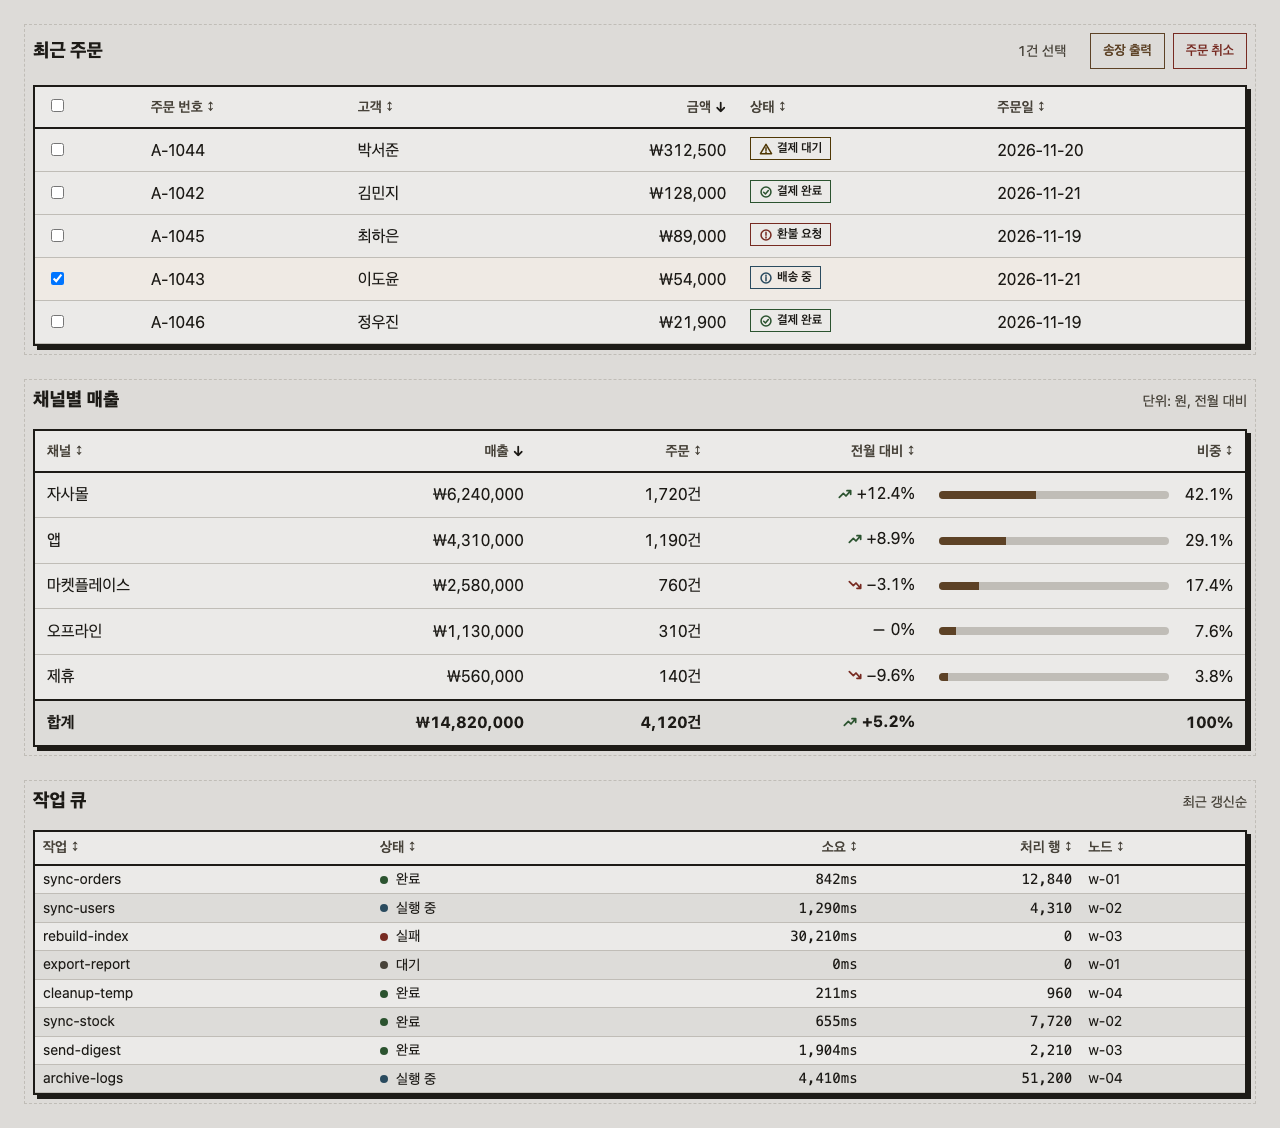 최근 주문
1건 선택 송장 출력 주문 취소
주문 번호 ↕ 고객 ↕ 금액 ↓ 상태 ↕ 주문일 ↕
A-1044 박서준 ₩312,500 결제 대기 2026-11-20
A-1042 김민지 ₩128,000 결제 완료 2026-11-21
A-1045 최하은 ₩89,000 환불 요청 2026-11-19
A-1043 이도윤 ₩54,000 배송 중 2026-11-21
A-1046 정우진 ₩21,900 결제 완료 2026-11-19
채널별 매출
단위: 원, 전월 대비
채널 ↕ 매출 ↓ 주문 ↕ 전월 대비 ↕ 비중 ↕
자사몰 ₩6,240,000 1,720건 +12.4% 42.1%
앱 ₩4,310,000 1,190건 +8.9% 29.1%
마켓플레이스 ₩2,580,000 760건 −3.1% 17.4%
오프라인 ₩1,130,000 310건 0% 7.6%
제휴 ₩560,000 140건 −9.6% 3.8%
합계 ₩14,820,000 4,120건 +5.2% 100%
작업 큐
최근 갱신순
작업 ↕ 상태 ↕ 소요 ↕ 처리 행 ↕ 노드 ↕
sync-orders 완료 842ms 12,840 w-01
sync-users 실행 중 1,290ms 4,310 w-02
rebuild-index 실패 30,210ms 0 w-03
export-report 대기 0ms 0 w-01
cleanup-temp 완료 211ms 960 w-04
sync-stock 완료 655ms 7,720 w-02
send-digest 완료 1,904ms 2,210 w-03
archive-logs 실행 중 4,410ms 51,200 w-04